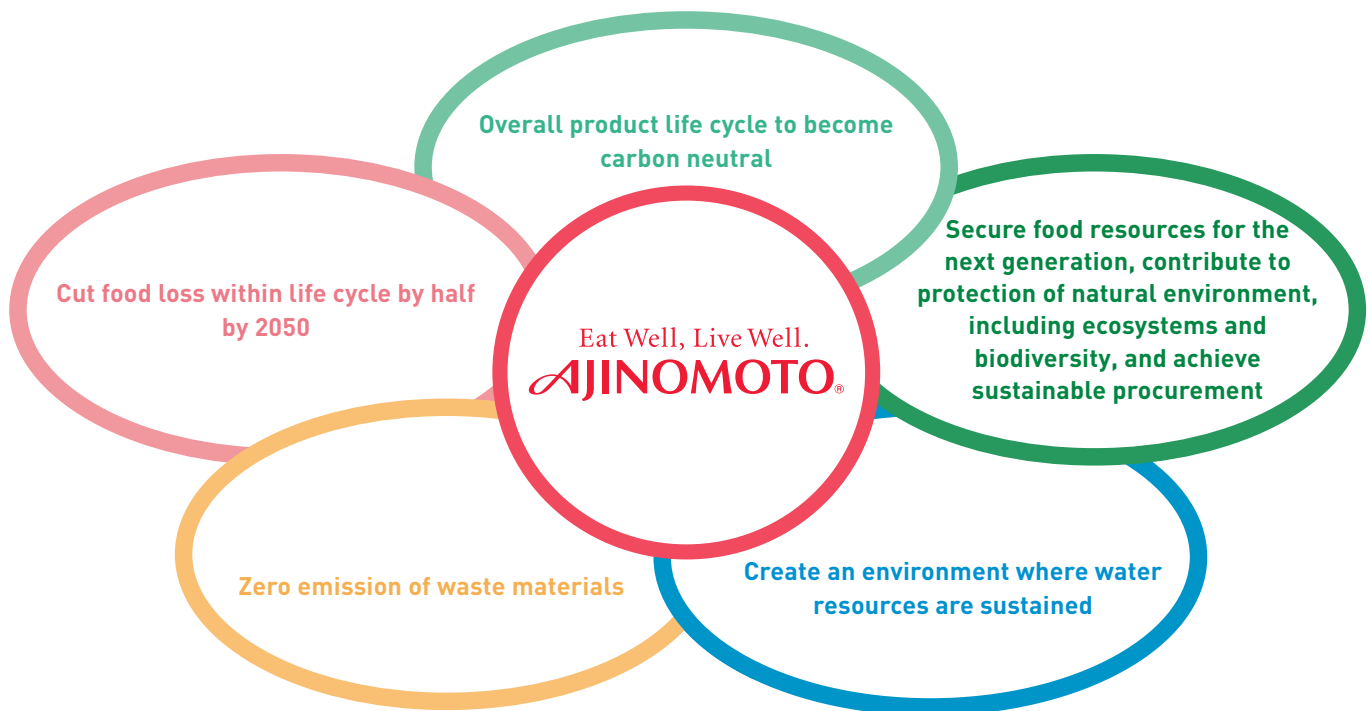 Overall product life cycle to become
carbon neutral
Secure food resources for the
next generation, contribute to
protection of natural environment,
including ecosystems and
biodiversity, and achieve
sustainable procurement
Cut food loss within life cycle by half
by 2050
Eat Well, Live Well.
AJINOMOTO®
Zero emission of waste materials
Create an environment where water
resources are sustained